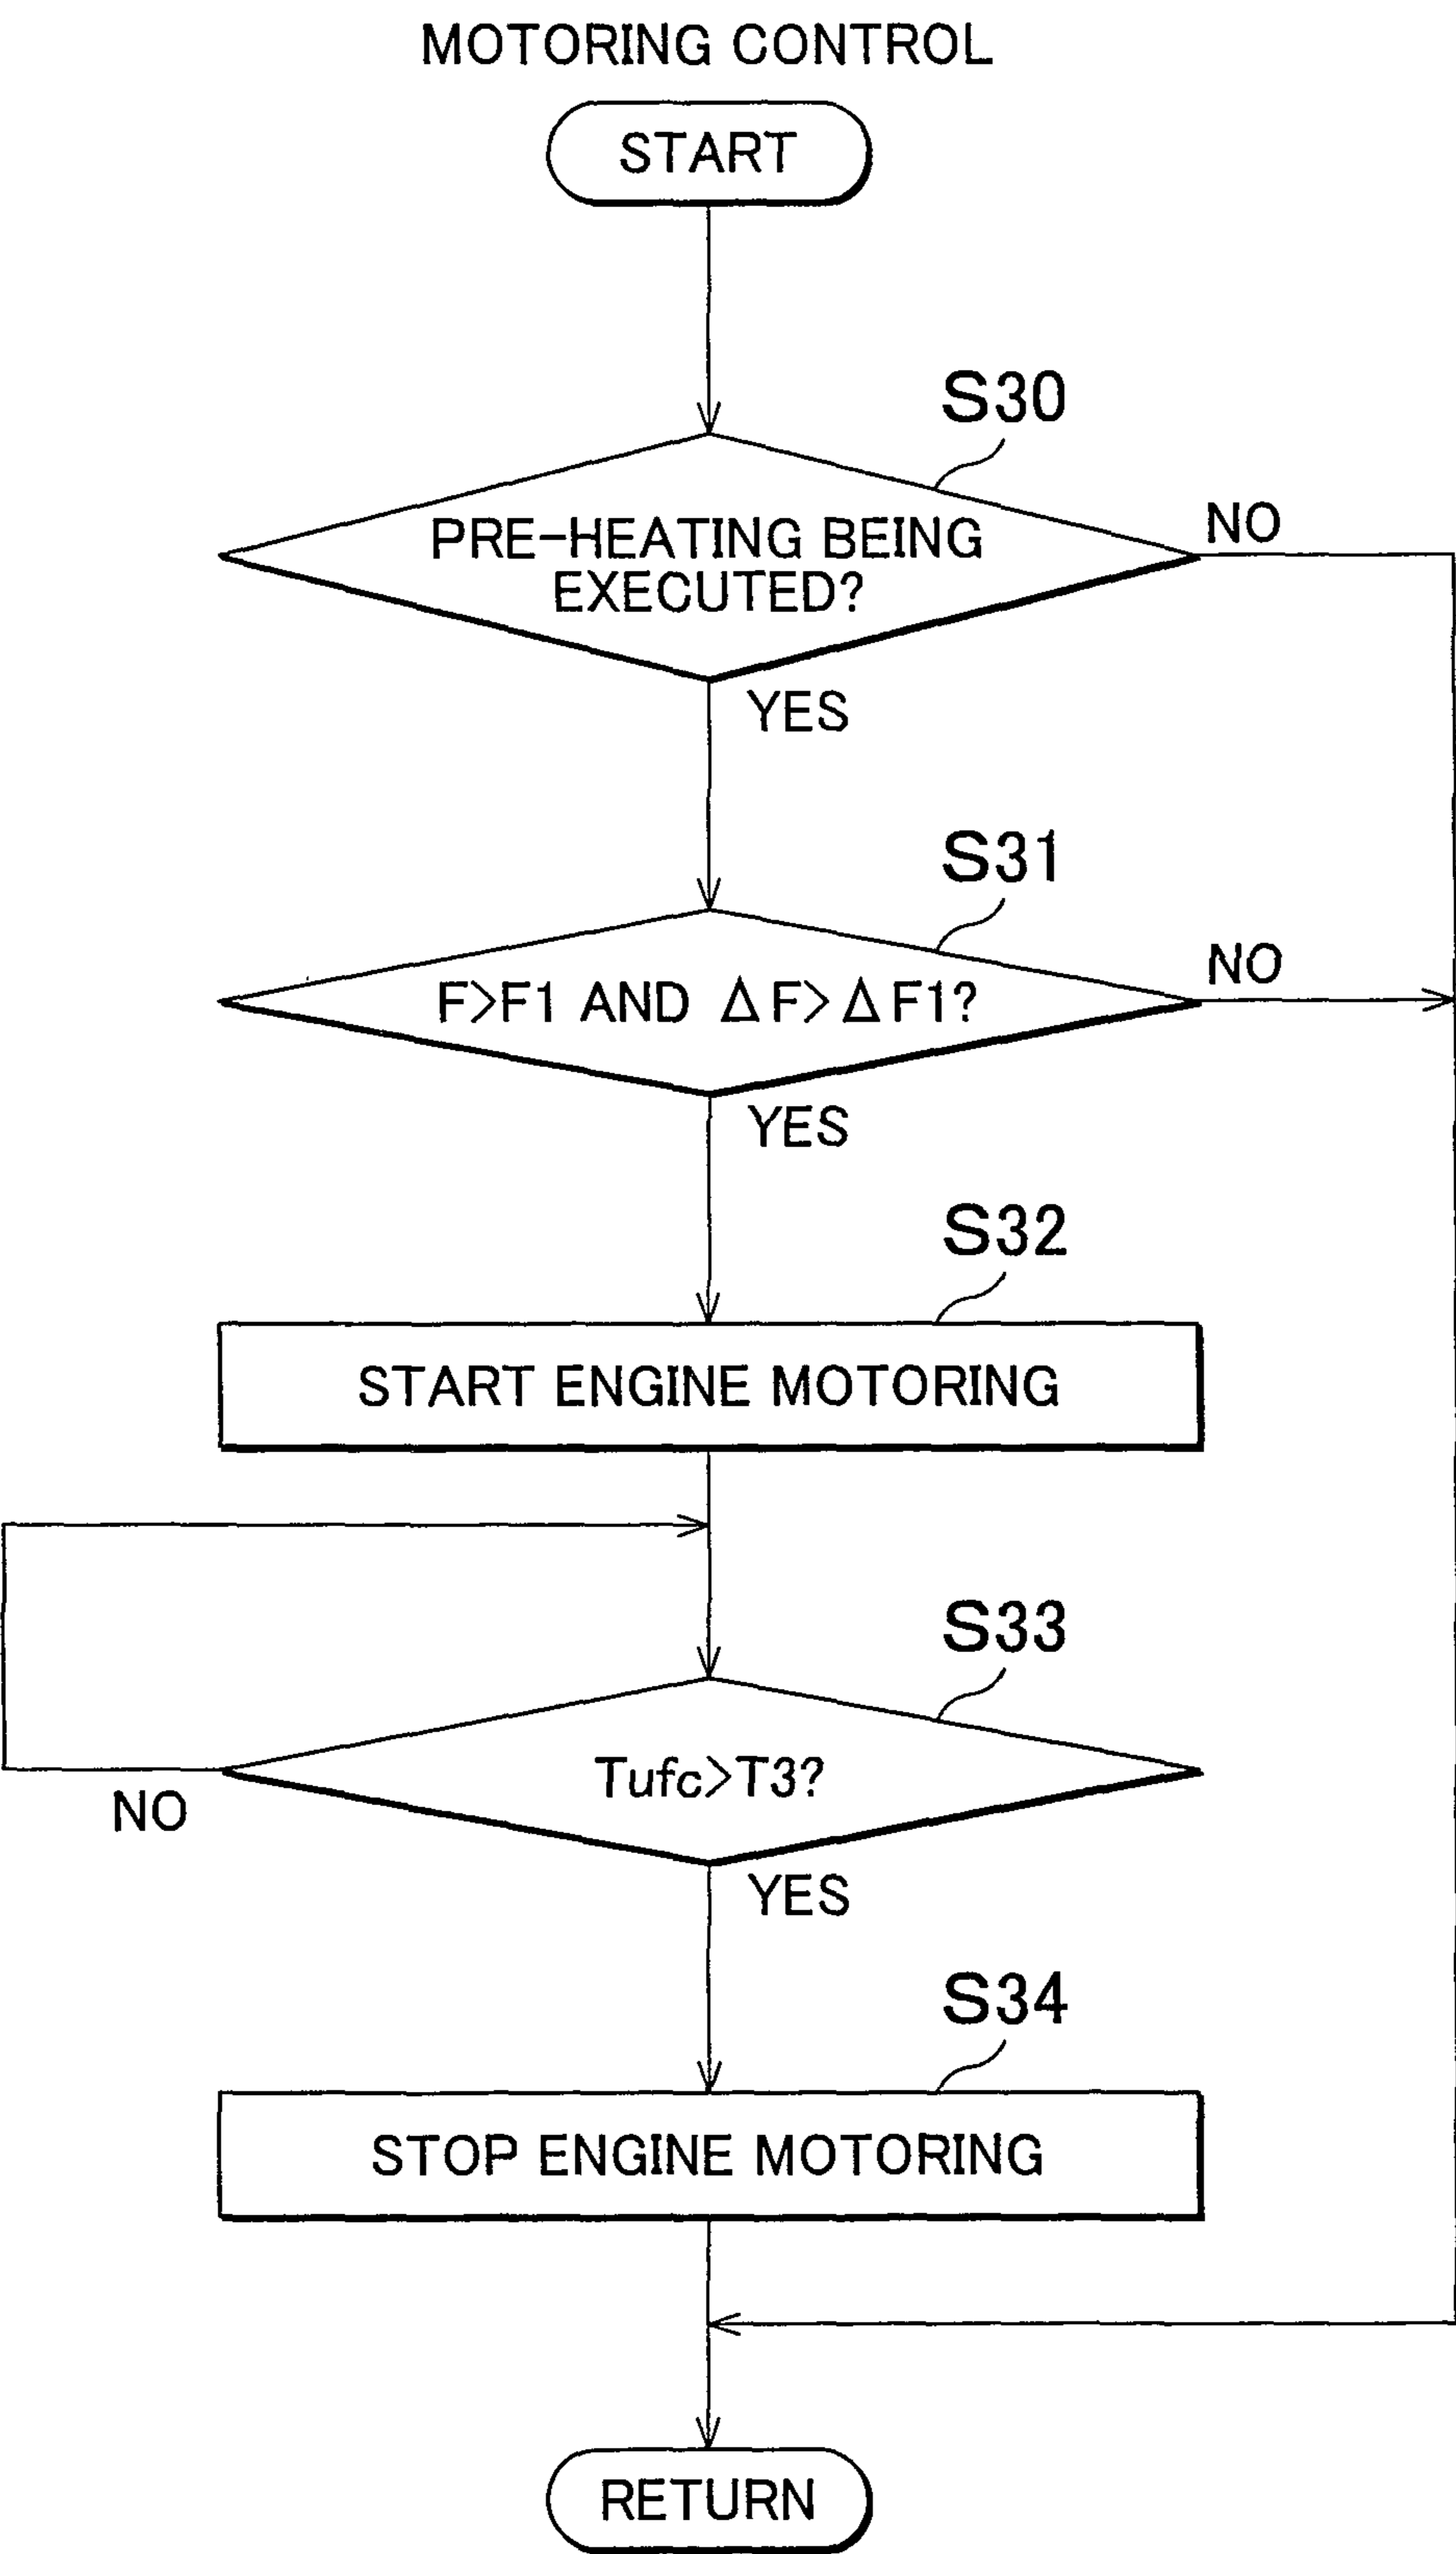 MOTORING CONTROL
START
S30
PRE-HEATING BEING
EXECUTED?
NO
YES
S31
F>F1 AND ΔF>ΔF1?
NO
YES
S32
START ENGINE MOTORING
S33
Tufc>T3?
NO
YES
S34
STOP ENGINE MOTORING
RETURN